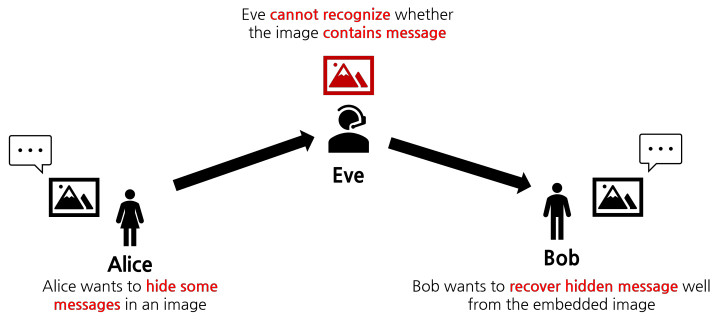 Eve cannot recognize whether
the image contains message
Eve
Alice
Alice wants to hide some
messages in an image
Bob
Bob wants to recover hidden message well
from the embedded image